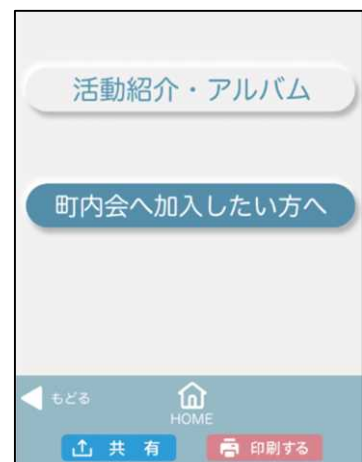 活動紹介・アルバム
町内会へ加入したい方へ
もどる
HOME
共 有
印刷する